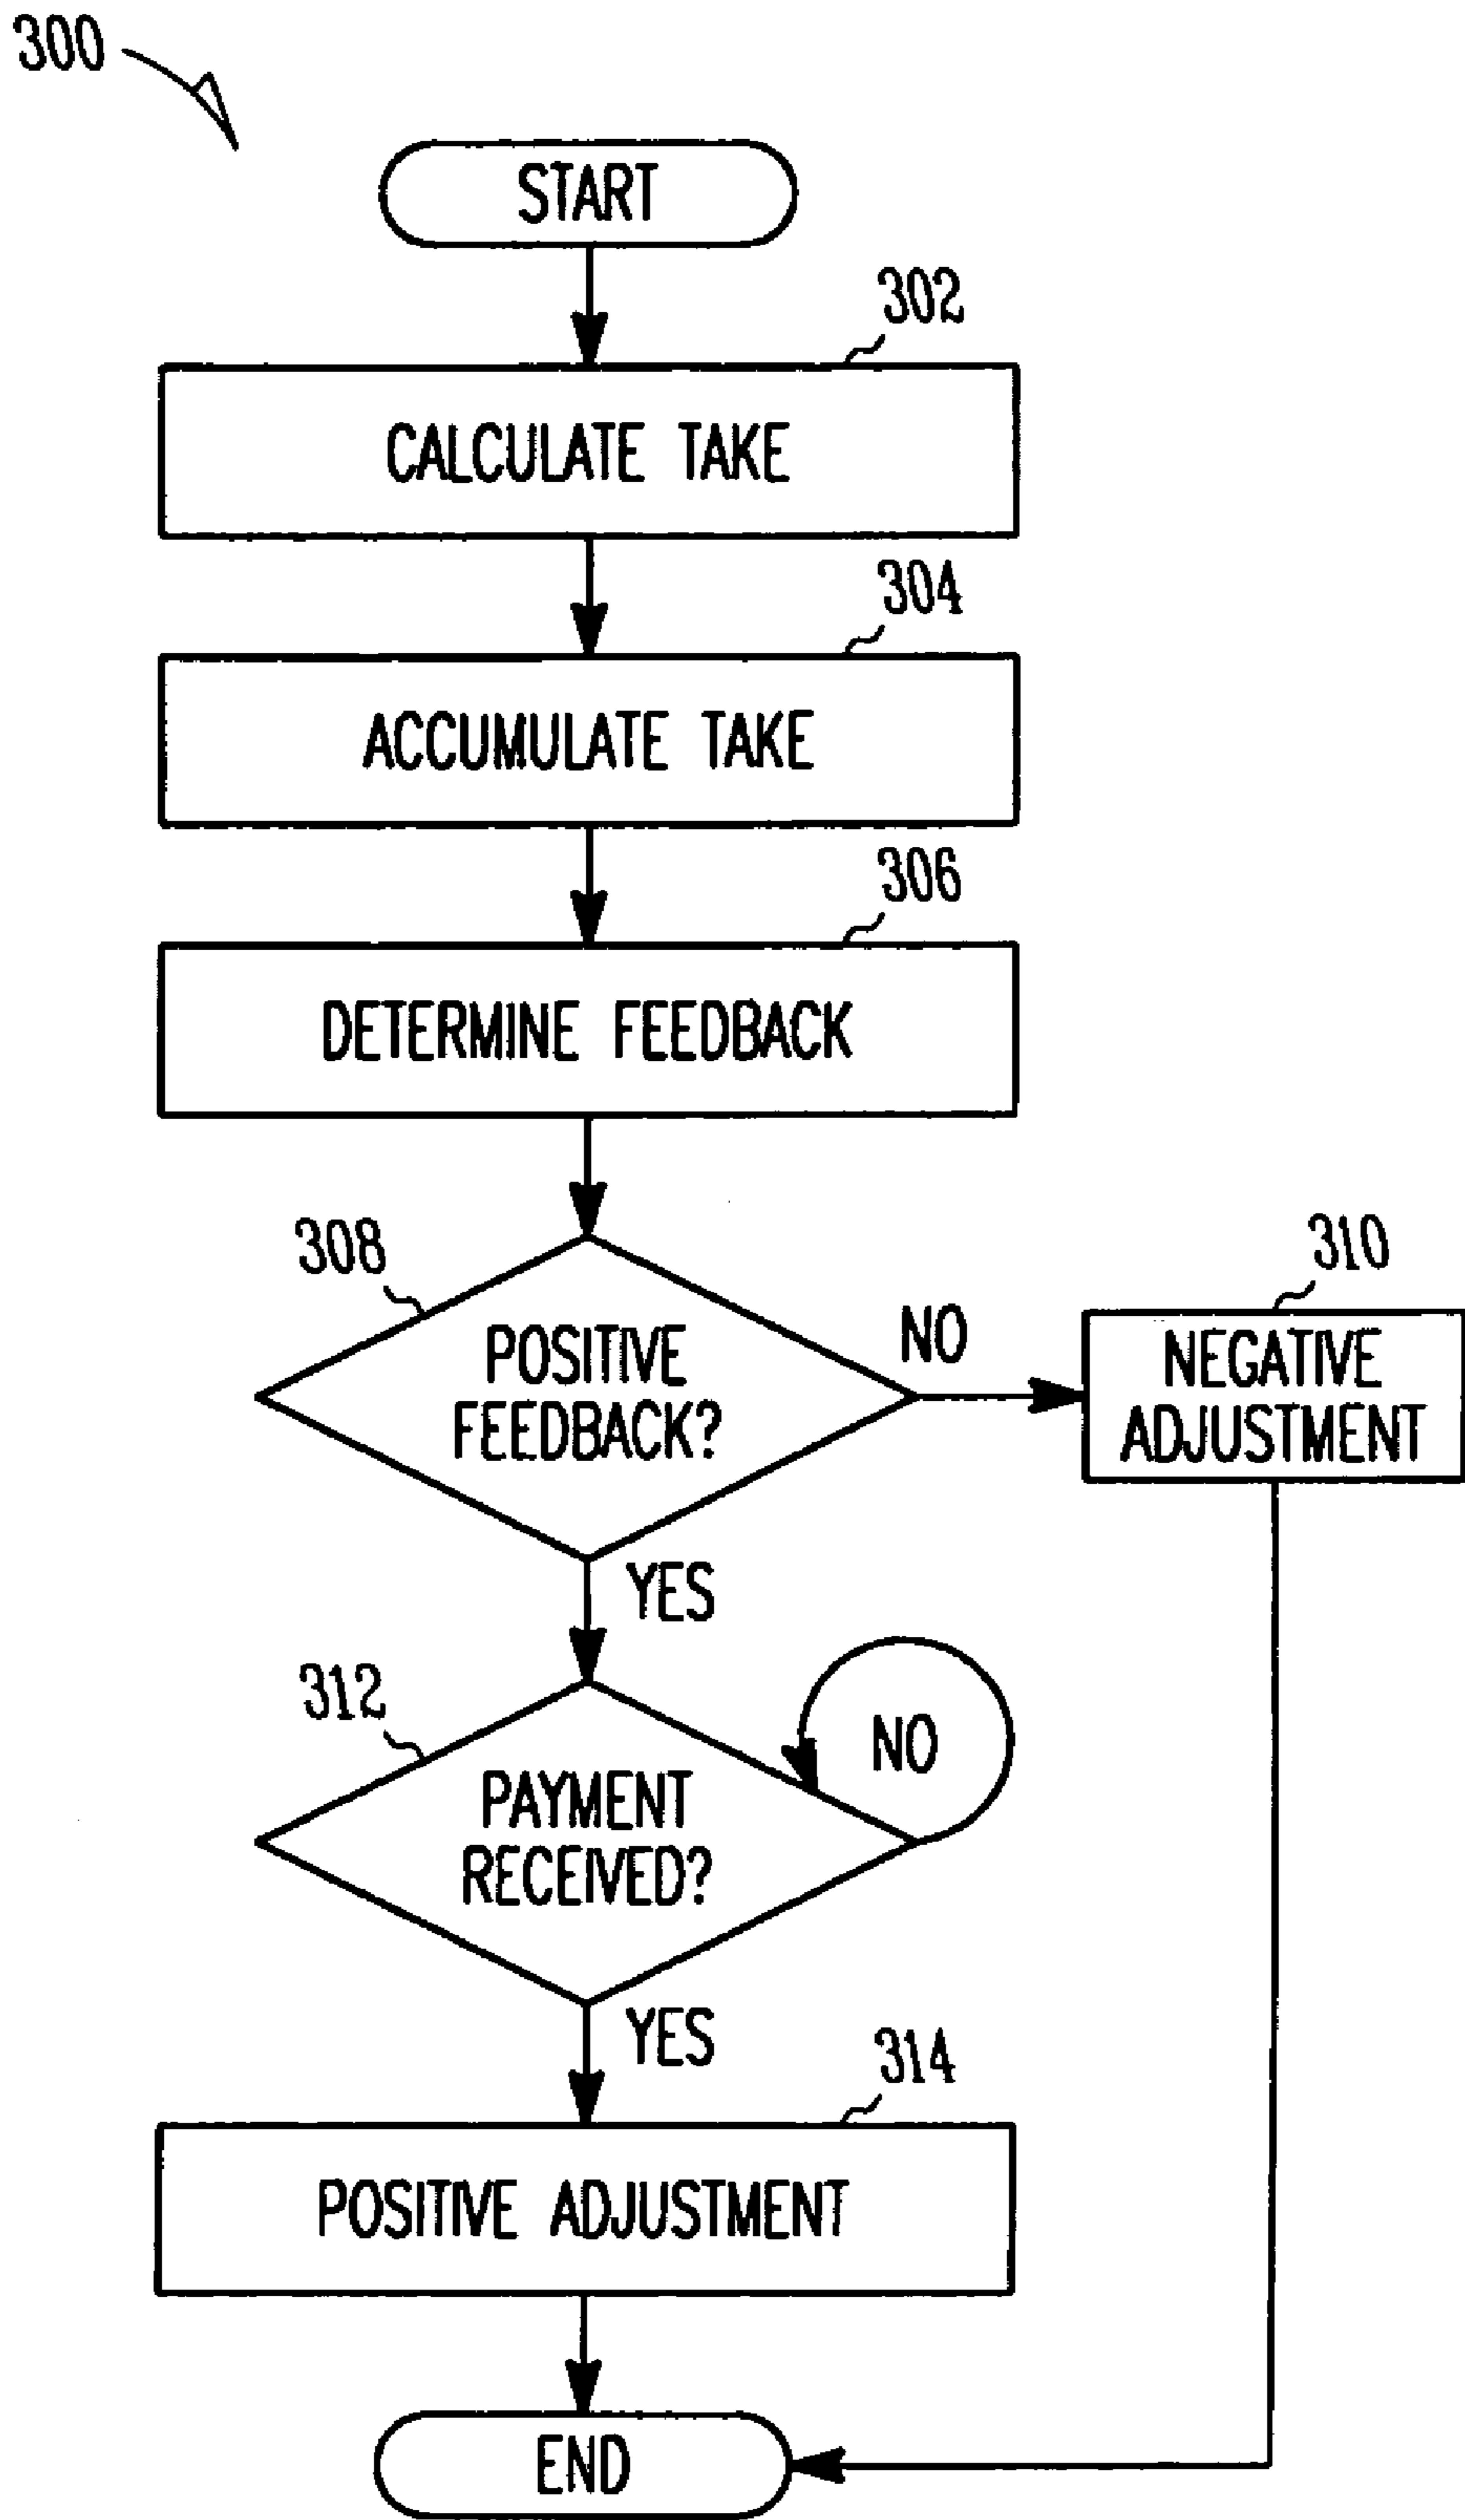 300
START
302
CALCULATE TAKE
304
ACCUMULATE TAKE
306
DETERMINE FEEDBACK
308
POSITIVE
FEEDBACK?
NO
310
NEGATIVE
ADJUSTMENT
YES
312
PAYMENT
RECEIVED?
NO
YES
314
POSITIVE ADJUSTMENT
END